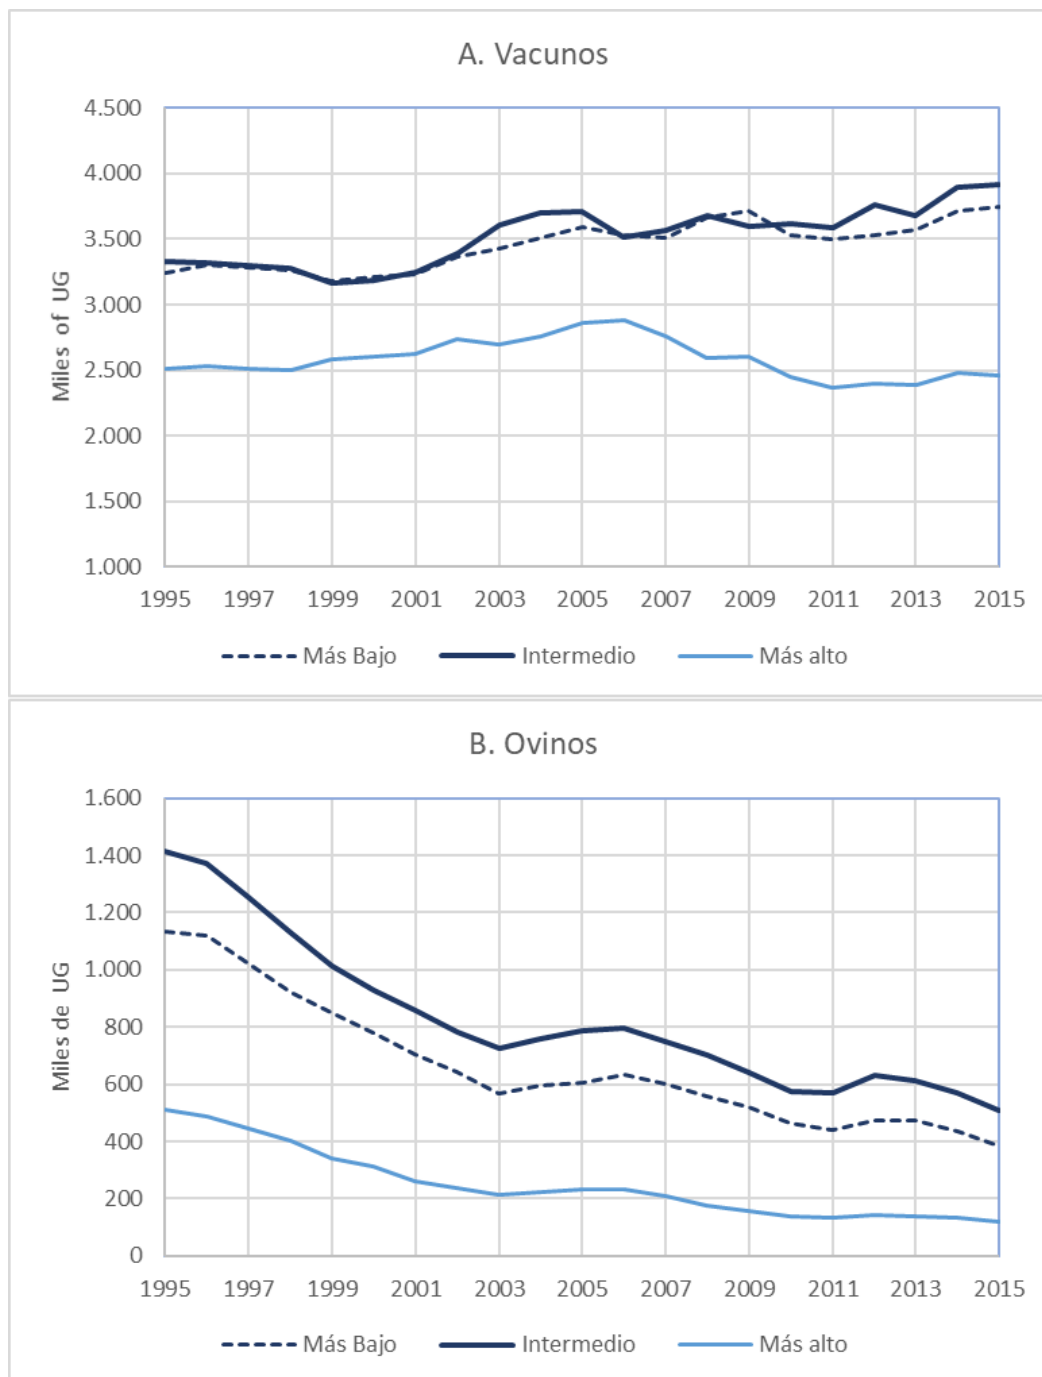 A. Vacunos
4.500
4.000
3.500
3.000
2.500
2.000
1.500
1.000
Miles of UG
1995 1997 1999 2001 2003 2005 2007 2009 2011 2013 2015
Más Bajo Intermedio Más alto
B. Ovinos
1.600
1.400
1.200
1.000
800
600
400
200
0
Miles de UG
1995 1997 1999 2001 2003 2005 2007 2009 2011 2013 2015
Más Bajo Intermedio Más alto